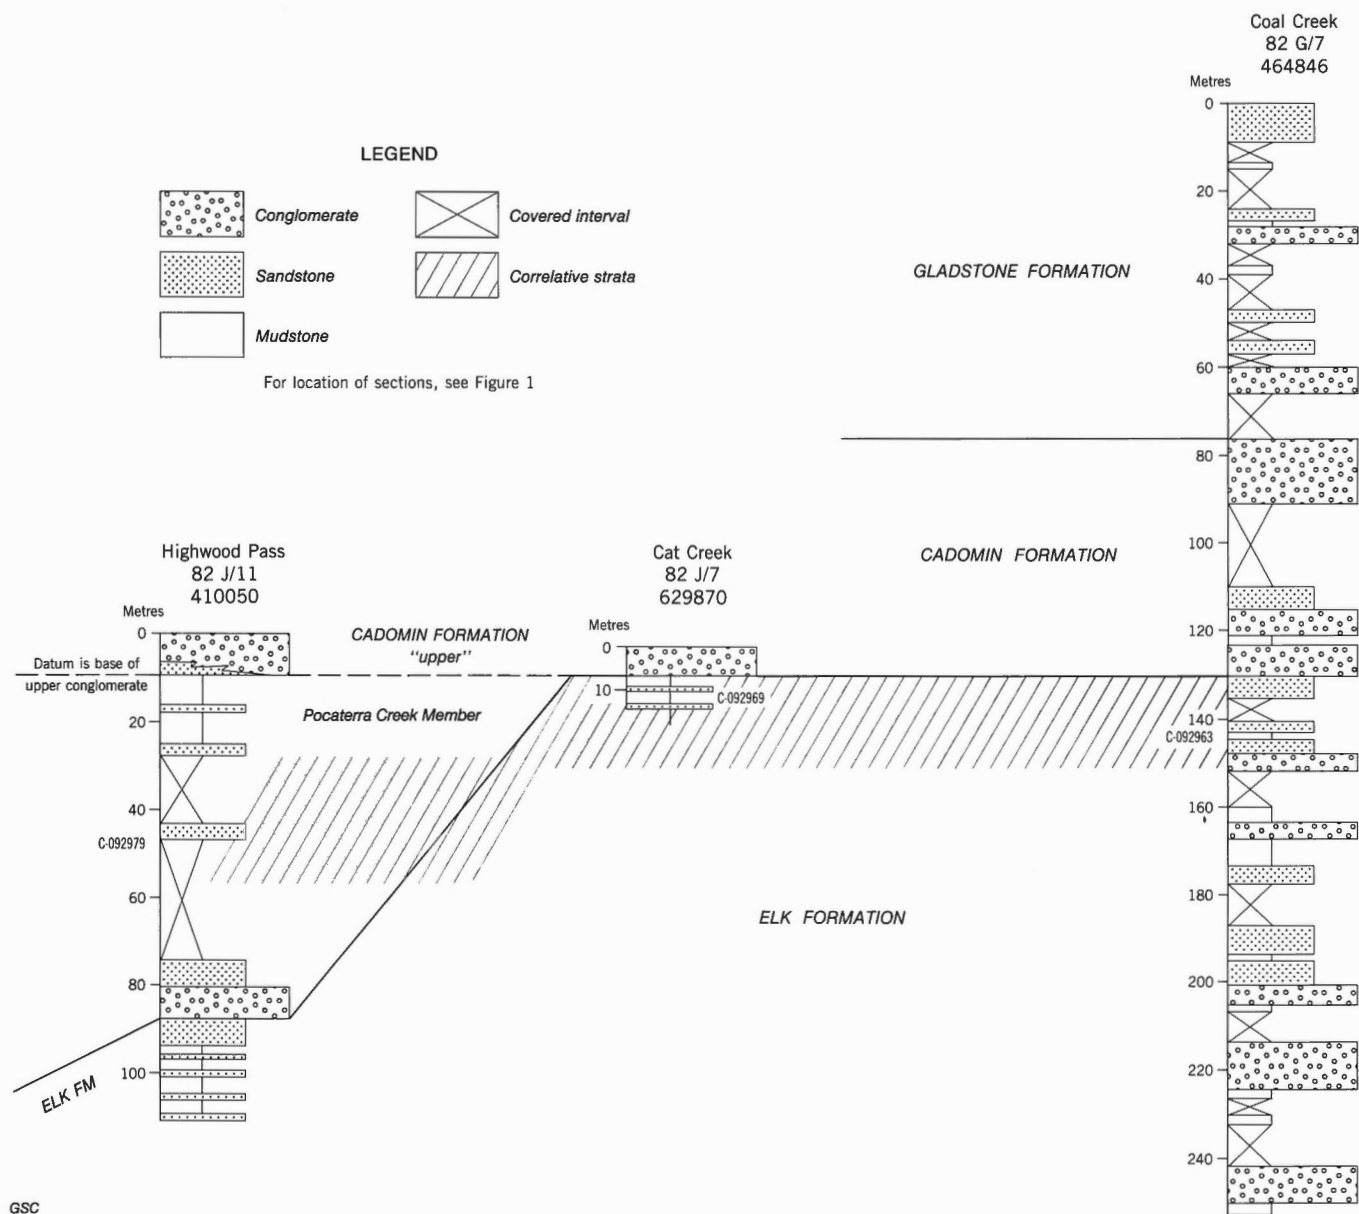 Coal Creek
82 G/7
464846
Metres
0
20
40
60
80
100
120
140
C-092963
160
180
200
220
240
LEGEND
Conglomerate
Covered interval
Sandstone
Correlative strata
Mudstone
For location of sections, see Figure 1
GLADSTONE FORMATION
CADOMIN FORMATION
Highwood Pass
82 J/11
410050
Metres
0
Datum is base of
upper conglomerate
20
40
C-092979
60
80
100
CADOMIN FORMATION
"upper"
Pocaterra Creek Member
Cat Creek
82 J/7
629870
Metres
0
10
C-092969
ELK FORMATION
ELK FM
GSC